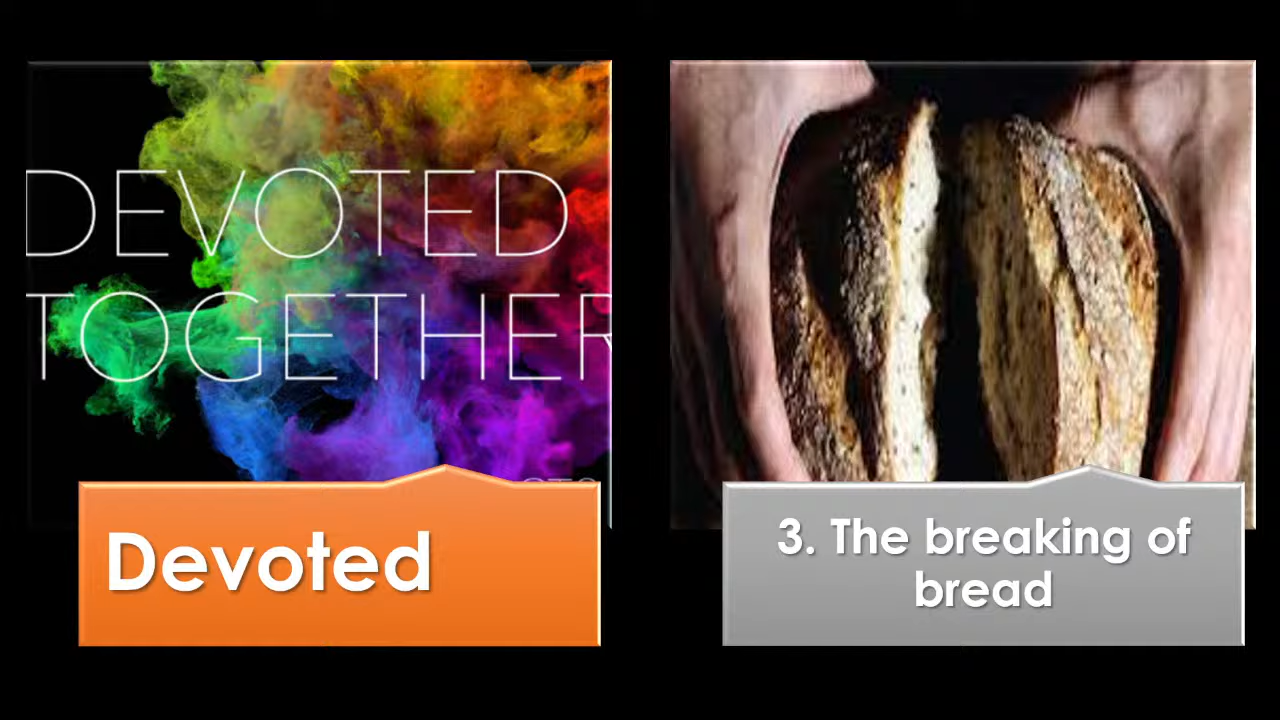 DEVOTED
TOGETHER
Devoted
3. The breaking of
bread